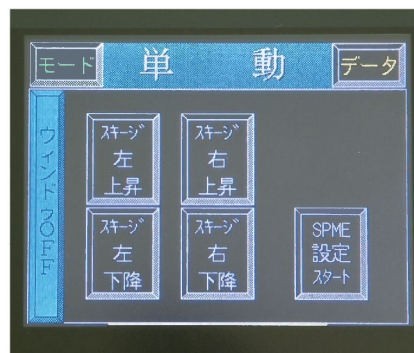 モード
単 動
データ
ウィンドウOFF
スキージ
左
上昇
スキージ
右
上昇
スキージ
左
下降
スキージ
右
下降
SPME
設定
スタート